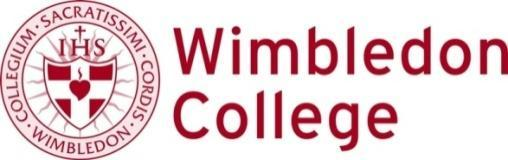 COLLEGIUM · SACRATISSIMI · CORDIS
· WIMBLEDON ·
IHS
Wimbledon
College